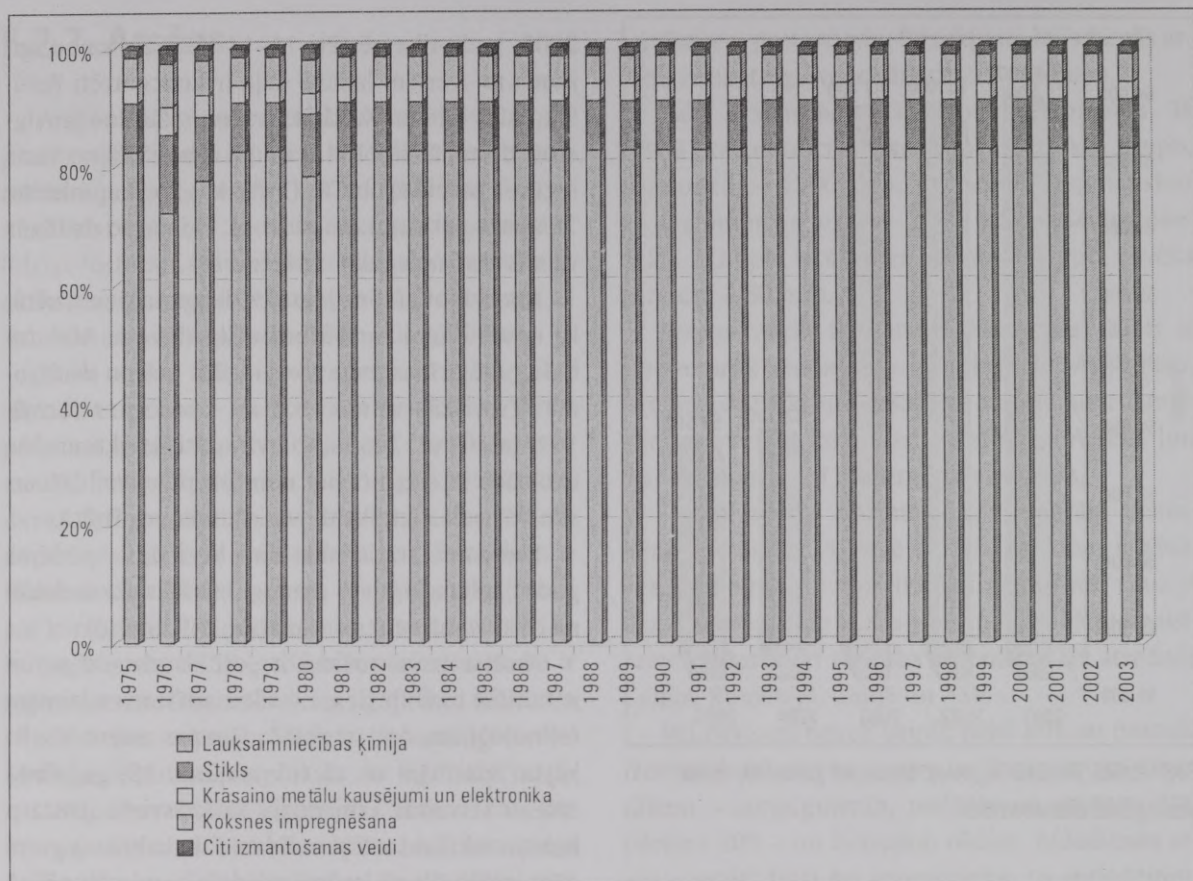 100%
80%
60%
40%
20%
0%
1975 1976 1977 1978 1979 1980 1981 1982 1983 1984 1985 1986 1987 1988 1989 1990 1991 1992 1993 1994 1995 1996 1997 1998 1999 2000 2001 2002 2003
Lauksaimniecības ķīmija
Stikls
Krāsaino metālu kausējumi un elektronika
Koksnes impregnēšana
Citi izmantošanas veidi